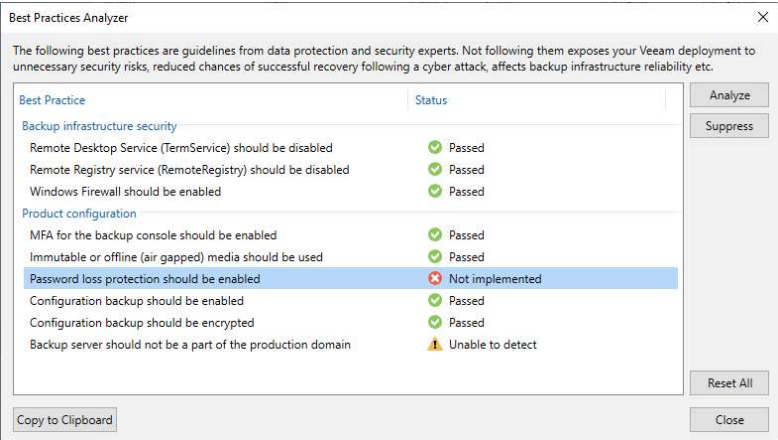 Best Practices Analyzer
The following best practices are guidelines from data protection and security experts. Not following them exposes your Veeam deployment to
unnecessary security risks, reduced chances of successful recovery following a cyber attack, affects backup infrastructure reliability etc.
Best Practice Status
Analyze
Suppress
Backup infrastructure security
Remote Desktop Service (TermService) should be disabled Passed
Remote Registry service (RemoteRegistry) should be disabled Passed
Windows Firewall should be enabled Passed
Product configuration
MFA for the backup console should be enabled Passed
Immutable or offline (air gapped) media should be used Passed
Password loss protection should be enabled Not implemented
Configuration backup should be enabled Passed
Configuration backup should be encrypted Passed
Backup server should not be a part of the production domain Unable to detect
Reset All
Copy to Clipboard
Close